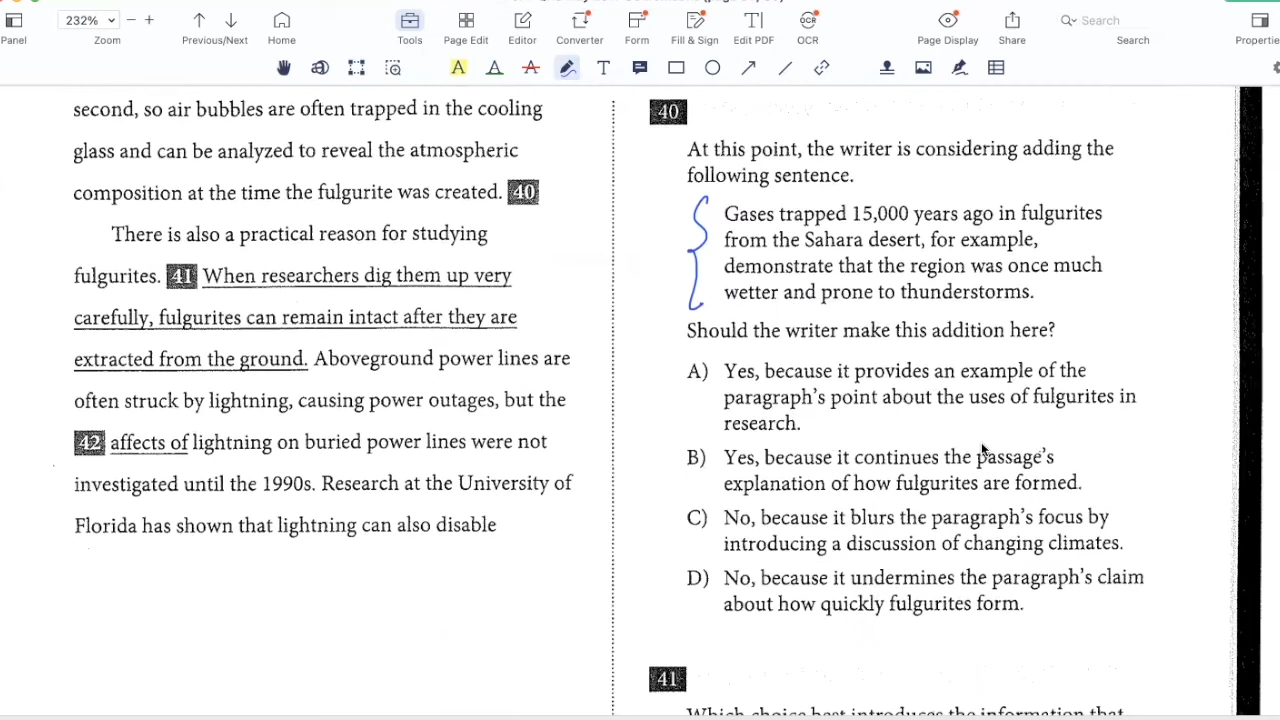 232%
Panel
Zoom
Previous/Next
Home
Tools
Page Edit
Editor
Converter
Form
Fill & Sign
Edit PDF
OCR
Page Display
Share
Search
Search
Propertie
second, so air bubbles are often trapped in the cooling
glass and can be analyzed to reveal the atmospheric
composition at the time the fulgurite was created. 40
There is also a practical reason for studying
fulgurites. 41 When researchers dig them up very
carefully, fulgurites can remain intact after they are
extracted from the ground. Aboveground power lines are
often struck by lightning, causing power outages, but the
42 affects of lightning on buried power lines were not
investigated until the 1990s. Research at the University of
Florida has shown that lightning can also disable
40
At this point, the writer is considering adding the
following sentence.
Gases trapped 15,000 years ago in fulgurites
from the Sahara desert, for example,
demonstrate that the region was once much
wetter and prone to thunderstorms.
Should the writer make this addition here?
A) Yes, because it provides an example of the
paragraph's point about the uses of fulgurites in
research.
B) Yes, because it continues the passage's
explanation of how fulgurites are formed.
C) No, because it blurs the paragraph's focus by
introducing a discussion of changing climates.
D) No, because it undermines the paragraph's claim
about how quickly fulgurites form.
41
Which choice best introduces the information that